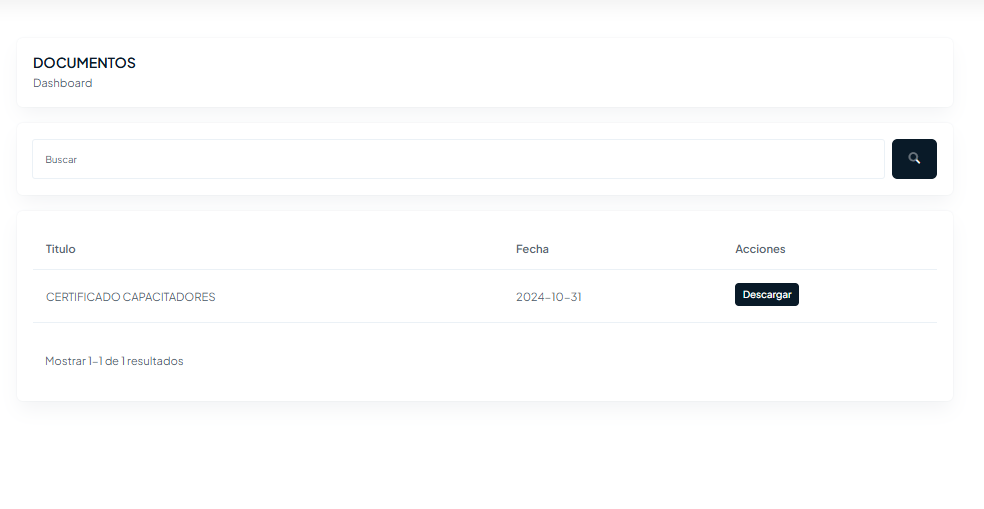 DOCUMENTOS
Dashboard
Buscar
Titulo Fecha Acciones
CERTIFICADO CAPACITADORES 2024-10-31 Descargar
Mostrar 1-1 de 1 resultados